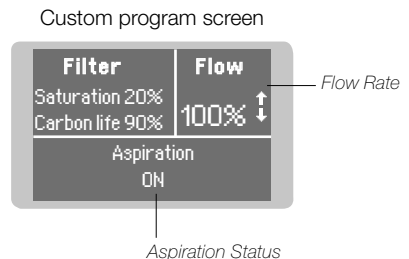 Custom program screen
Filter
Saturation 20%
Carbon life 90%
Flow
100%
Flow Rate
Aspiration
ON
Aspiration Status